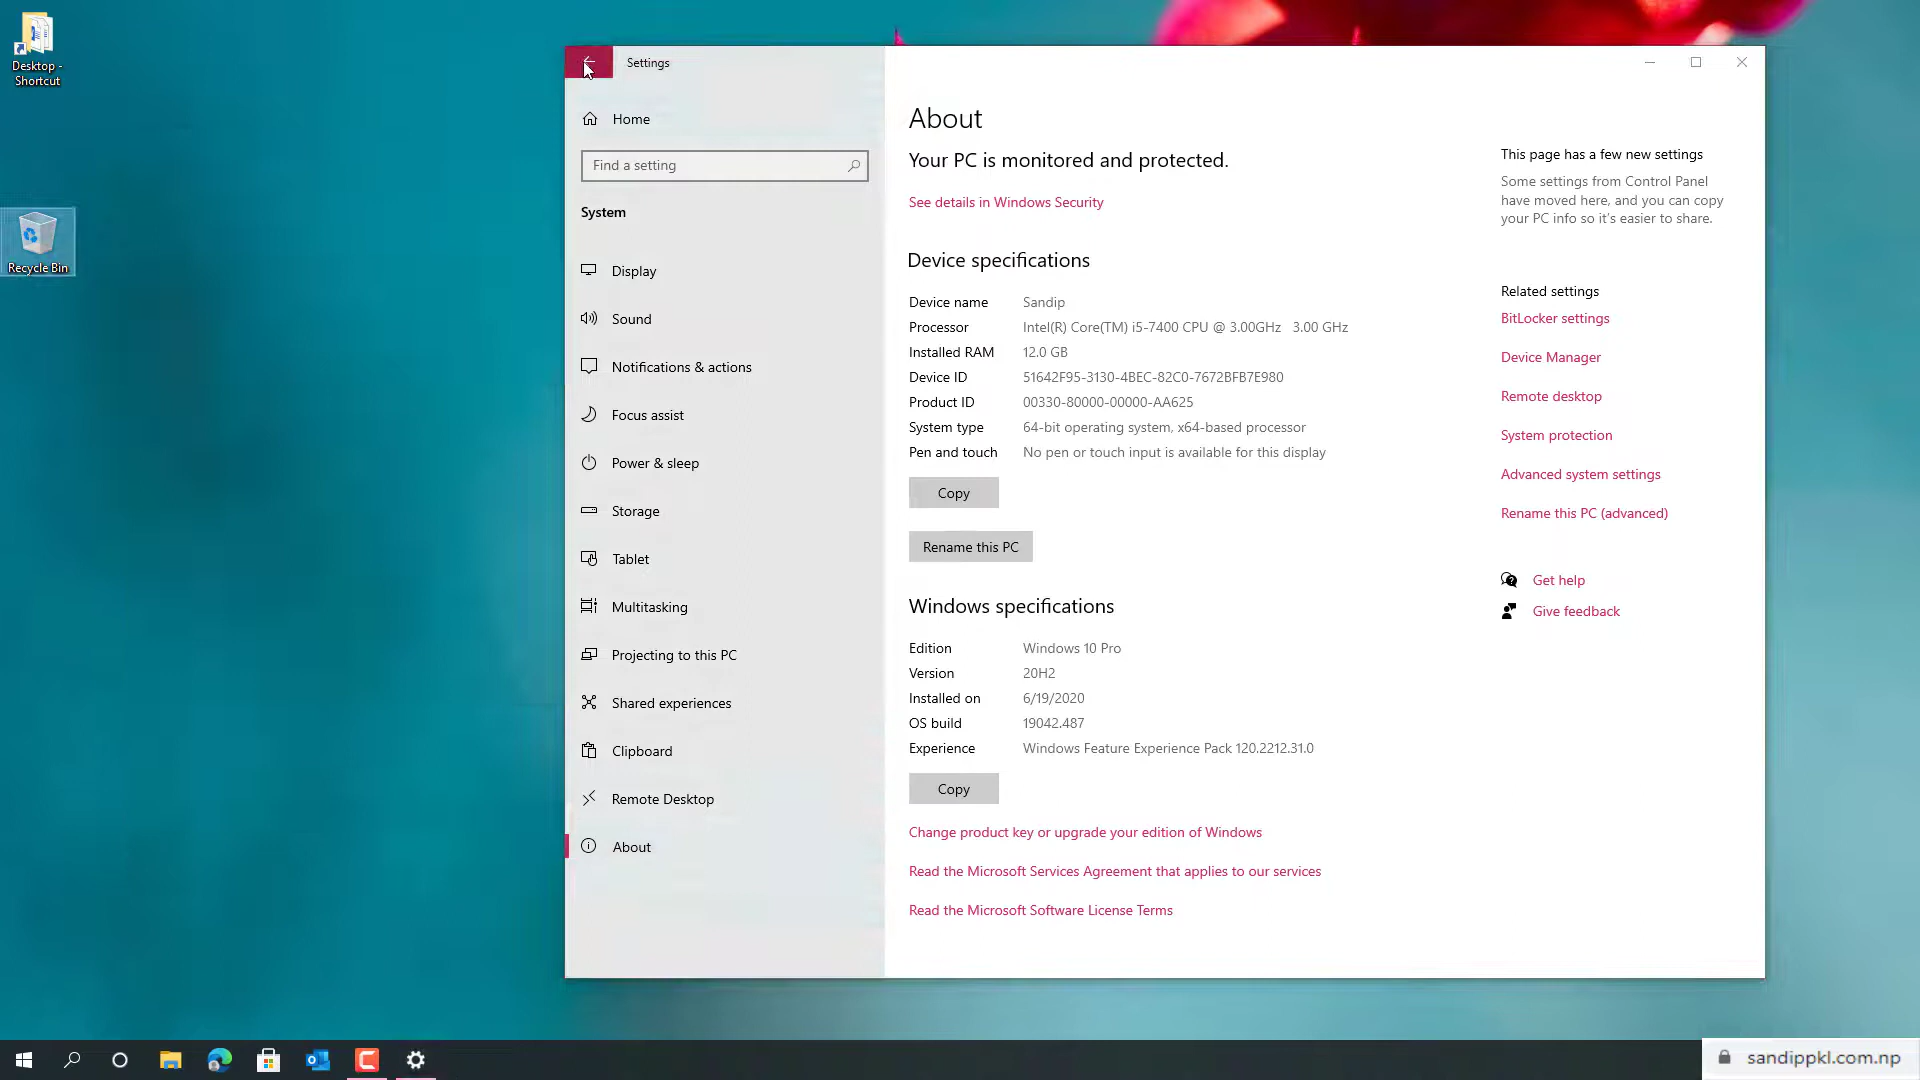 Desktop -
Shortcut
Recycle Bin
Settings
Home
Find a setting
System
Display
Sound
Notifications & actions
Focus assist
Power & sleep
Storage
Tablet
Multitasking
Projecting to this PC
Shared experiences
Clipboard
Remote Desktop
About
About
Your PC is monitored and protected.
See details in Windows Security
Device specifications
Device name Sandip
Processor Intel(R) Core(TM) i5-7400 CPU @ 3.00GHz 3.00 GHz
Installed RAM 12.0 GB
Device ID 51642F95-3130-4BEC-82C0-7672BFB7E980
Product ID 00330-80000-00000-AA625
System type 64-bit operating system, x64-based processor
Pen and touch No pen or touch input is available for this display
Copy
Rename this PC
Windows specifications
Edition Windows 10 Pro
Version 20H2
Installed on 6/19/2020
OS build 19042.487
Experience Windows Feature Experience Pack 120.2212.31.0
Copy
Change product key or upgrade your edition of Windows
Read the Microsoft Services Agreement that applies to our services
Read the Microsoft Software License Terms
This page has a few new settings
Some settings from Control Panel
have moved here, and you can copy
your PC info so it's easier to share.
Related settings
BitLocker settings
Device Manager
Remote desktop
System protection
Advanced system settings
Rename this PC (advanced)
Get help
Give feedback
sandippkl.com.np